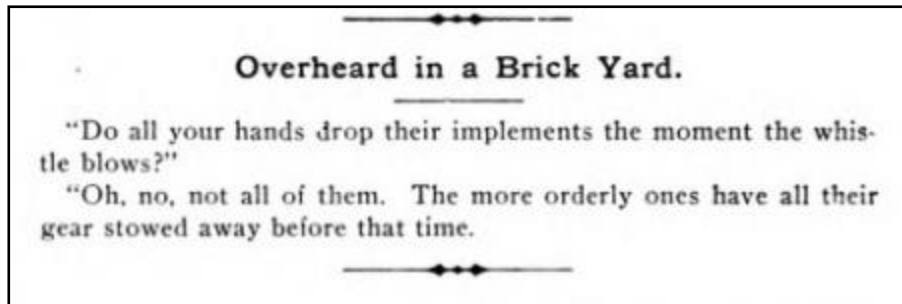 Overheard in a Brick Yard.
"Do all your hands drop their implements the moment the whis-
tle blows?"
"Oh, no, not all of them. The more orderly ones have all their
gear stowed away before that time.